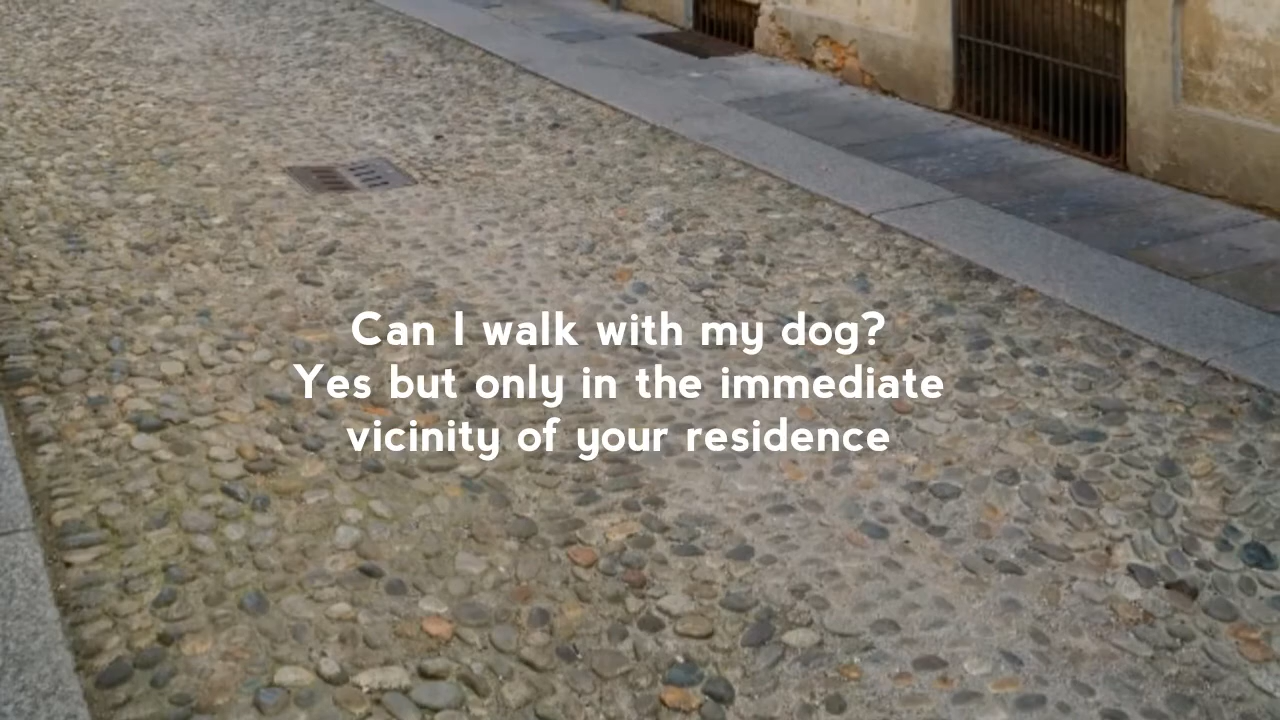 Can I walk with my dog?
Yes but only in the immediate
vicinity of your residence